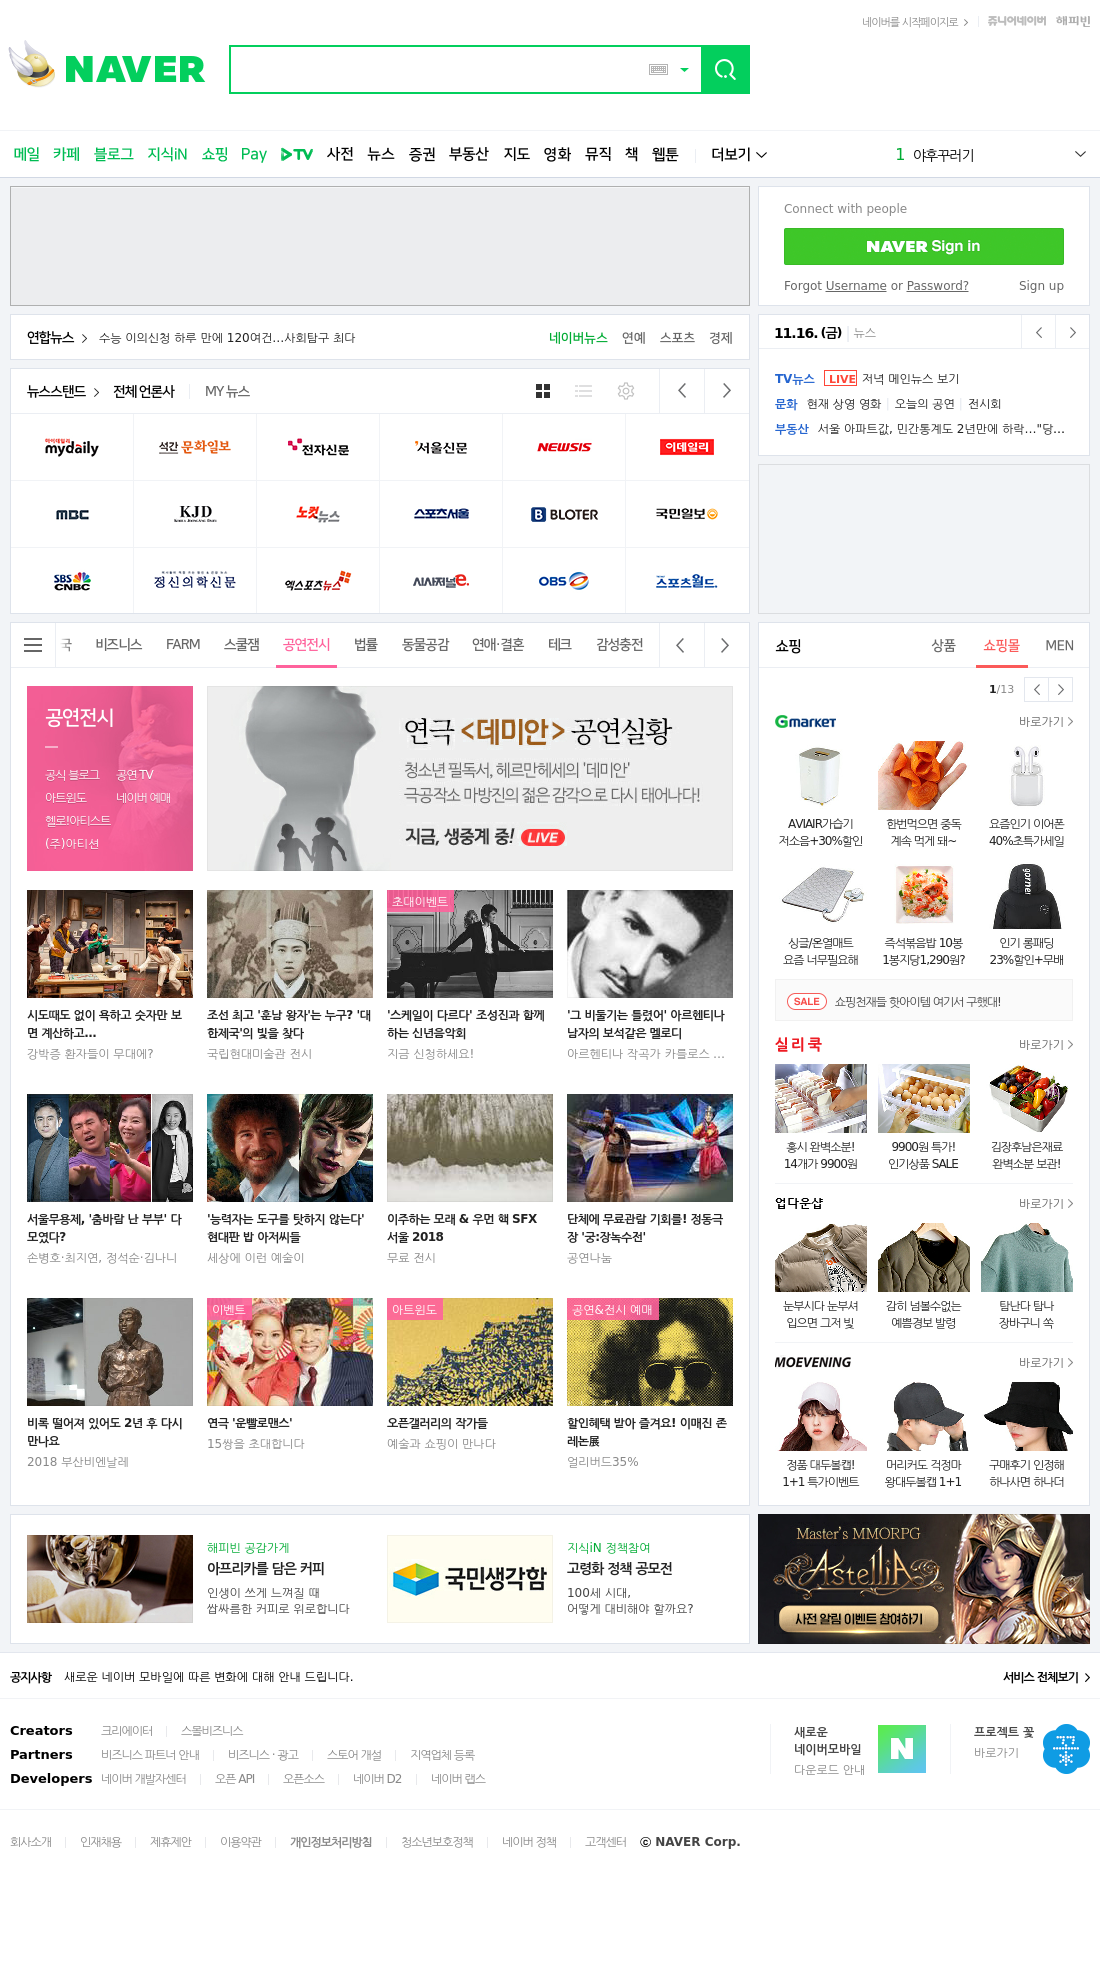 네이버를 시작페이지로
쥬니어네이버 해피빈
NAVER
메일 카페 블로그 지식iN 쇼핑 Pay TV 사전 뉴스 증권 부동산 지도 영화 뮤직 책 웹툰 더보기
1 야후꾸러기
Connect with people
NAVER Sign in
Forgot Username or Password? Sign up
연합뉴스 수능 이의신청 하루 만에 120여건…사회탐구 최다
네이버뉴스 연예 스포츠 경제
11.16. (금) 뉴스
TV뉴스 LIVE 저녁 메인뉴스 보기
문화 현재 상영 영화 오늘의 공연 전시회
부동산 서울 아파트값, 민간통계도 2년만에 하락…"당…
뉴스스탠드 전체 언론사 MY 뉴스
mydaily 석간 문화일보 전자신문 서울신문 NEWSIS 이데일리
MBC KJD 노컷뉴스 스포츠서울 BLOTER 국민일보
SBS CNBC 정신의학신문 엑스포츠뉴스 시사저널e. OBS 스포츠월드.
국 비즈니스 FARM 스쿨잼 공연전시 법률 동물공감 연애·결혼 테크 감성충전
공연전시
공식 블로그 공연 TV
아트윈도 네이버 예매
헬로!아티스트
(주)아티션
연극 <데미안> 공연실황
청소년 필독서, 헤르만헤세의 '데미안'
극공작소 마방진의 젊은 감각으로 다시 태어나다!
지금, 생중계 중! LIVE
시도때도 없이 욕하고 숫자만 보면 계산하고...
강박증 환자들이 무대에?
조선 최고 '훈남 왕자'는 누구? '대한제국'의 빛을 찾다
국립현대미술관 전시
초대이벤트
'스케일이 다르다' 조성진과 함께하는 신년음악회
지금 신청하세요!
'그 비둘기는 틀렸어' 아르헨티나 남자의 보석같은 멜로디
아르헨티나 작곡가 카를로스 …
서울무용제, '춤바람 난 부부' 다 모였다?
손병호·최지연, 정석순·김나니
'능력자는 도구를 탓하지 않는다' 현대판 밥 아저씨들
세상에 이런 예술이
이주하는 모래 & 우먼 핵 SFX 서울 2018
무료 전시
단체에 무료관람 기회를! 정동극장 '궁:장녹수전'
공연나눔
비록 떨어져 있어도 2년 후 다시 만나요
2018 부산비엔날레
이벤트
연극 '운빨로맨스'
15쌍을 초대합니다
아트윈도
오픈갤러리의 작가들
예술과 쇼핑이 만나다
공연&전시 예매
할인혜택 받아 즐겨요! 이매진 존 레논展
얼리버드35%
쇼핑 상품 쇼핑몰 MEN
1/13
Gmarket 바로가기
AVIAIR가습기
저소음+30%할인
한번먹으면 중독
계속 먹게 돼~
요즘인기 이어폰
40%초특가세일
싱글/온열매트
요즘 너무필요해
즉석볶음밥 10봉
1봉지당1,290원?
gornei
인기 롱패딩
23%할인+무배
SALE 쇼핑천재들 핫아이템 여기서 구했대!
실리쿡 바로가기
홍시 완벽소분!
14개가 9900원
9900원 특가!
인기상품 SALE
김장후남은재료
완벽소분 보관!
업다운샵 바로가기
눈부시다 눈부셔
입으면 그저 빛
감히 넘볼수없는
예쁨경보 발령
탐난다 탐나
장바구니 쏙
MOEVENING 바로가기
정품 대두볼캡!
1+1 특가이벤트
머리커도 걱정마
왕대두볼캡 1+1
구매후기 인정해
하나사면 하나더
해피빈 공감가게
아프리카를 담은 커피
인생이 쓰게 느껴질 때
쌉싸름한 커피로 위로합니다
국민생각함
지식iN 정책참여
고령화 정책 공모전
100세 시대,
어떻게 대비해야 할까요?
Master's MMORPG
AstelliA
사전 알림 이벤트 참여하기
공지사항 새로운 네이버 모바일에 따른 변화에 대해 안내 드립니다.
서비스 전체보기
Creators 크리에이터 스몰비즈니스
Partners 비즈니스 파트너 안내 비즈니스 · 광고 스토어 개설 지역업체 등록
Developers 네이버 개발자센터 오픈 API 오픈소스 네이버 D2 네이버 랩스
새로운
네이버모바일
다운로드 안내
N
프로젝트 꽃
바로가기
회사소개 인재채용 제휴제안 이용약관 개인정보처리방침 청소년보호정책 네이버 정책 고객센터 ⓒ NAVER Corp.